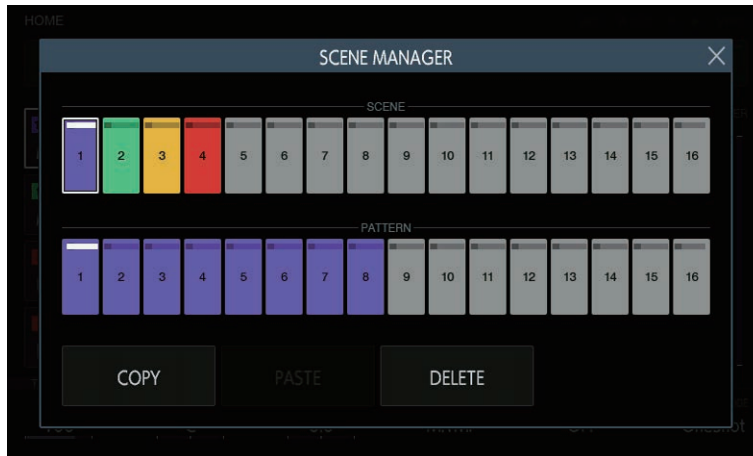 HOME
SCENE MANAGER
SCENE
1 2 3 4 5 6 7 8 9 10 11 12 13 14 15 16
PATTERN
1 2 3 4 5 6 7 8 9 10 11 12 13 14 15 16
COPY PASTE DELETE
Oneshot